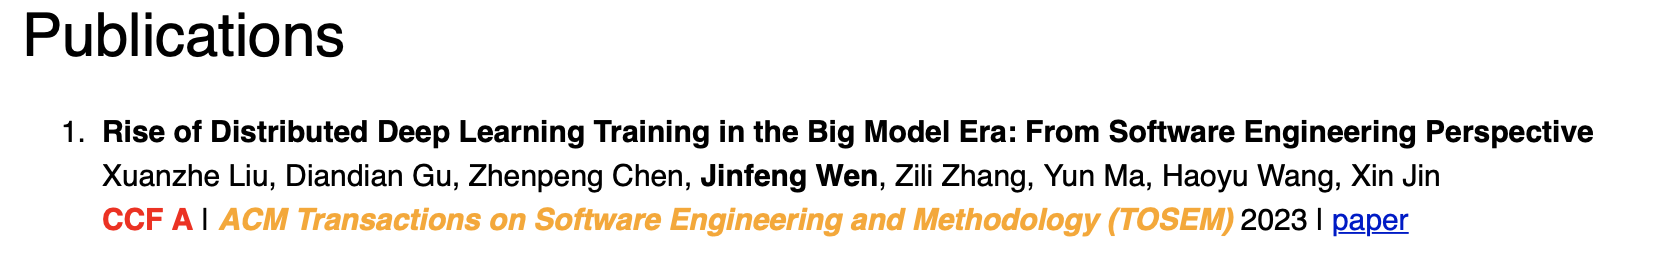 Publications
1. Rise of Distributed Deep Learning Training in the Big Model Era: From Software Engineering Perspective
Xuanzhe Liu, Diandian Gu, Zhenpeng Chen, Jinfeng Wen, Zili Zhang, Yun Ma, Haoyu Wang, Xin Jin
CCF A | ACM Transactions on Software Engineering and Methodology (TOSEM) 2023 | paper